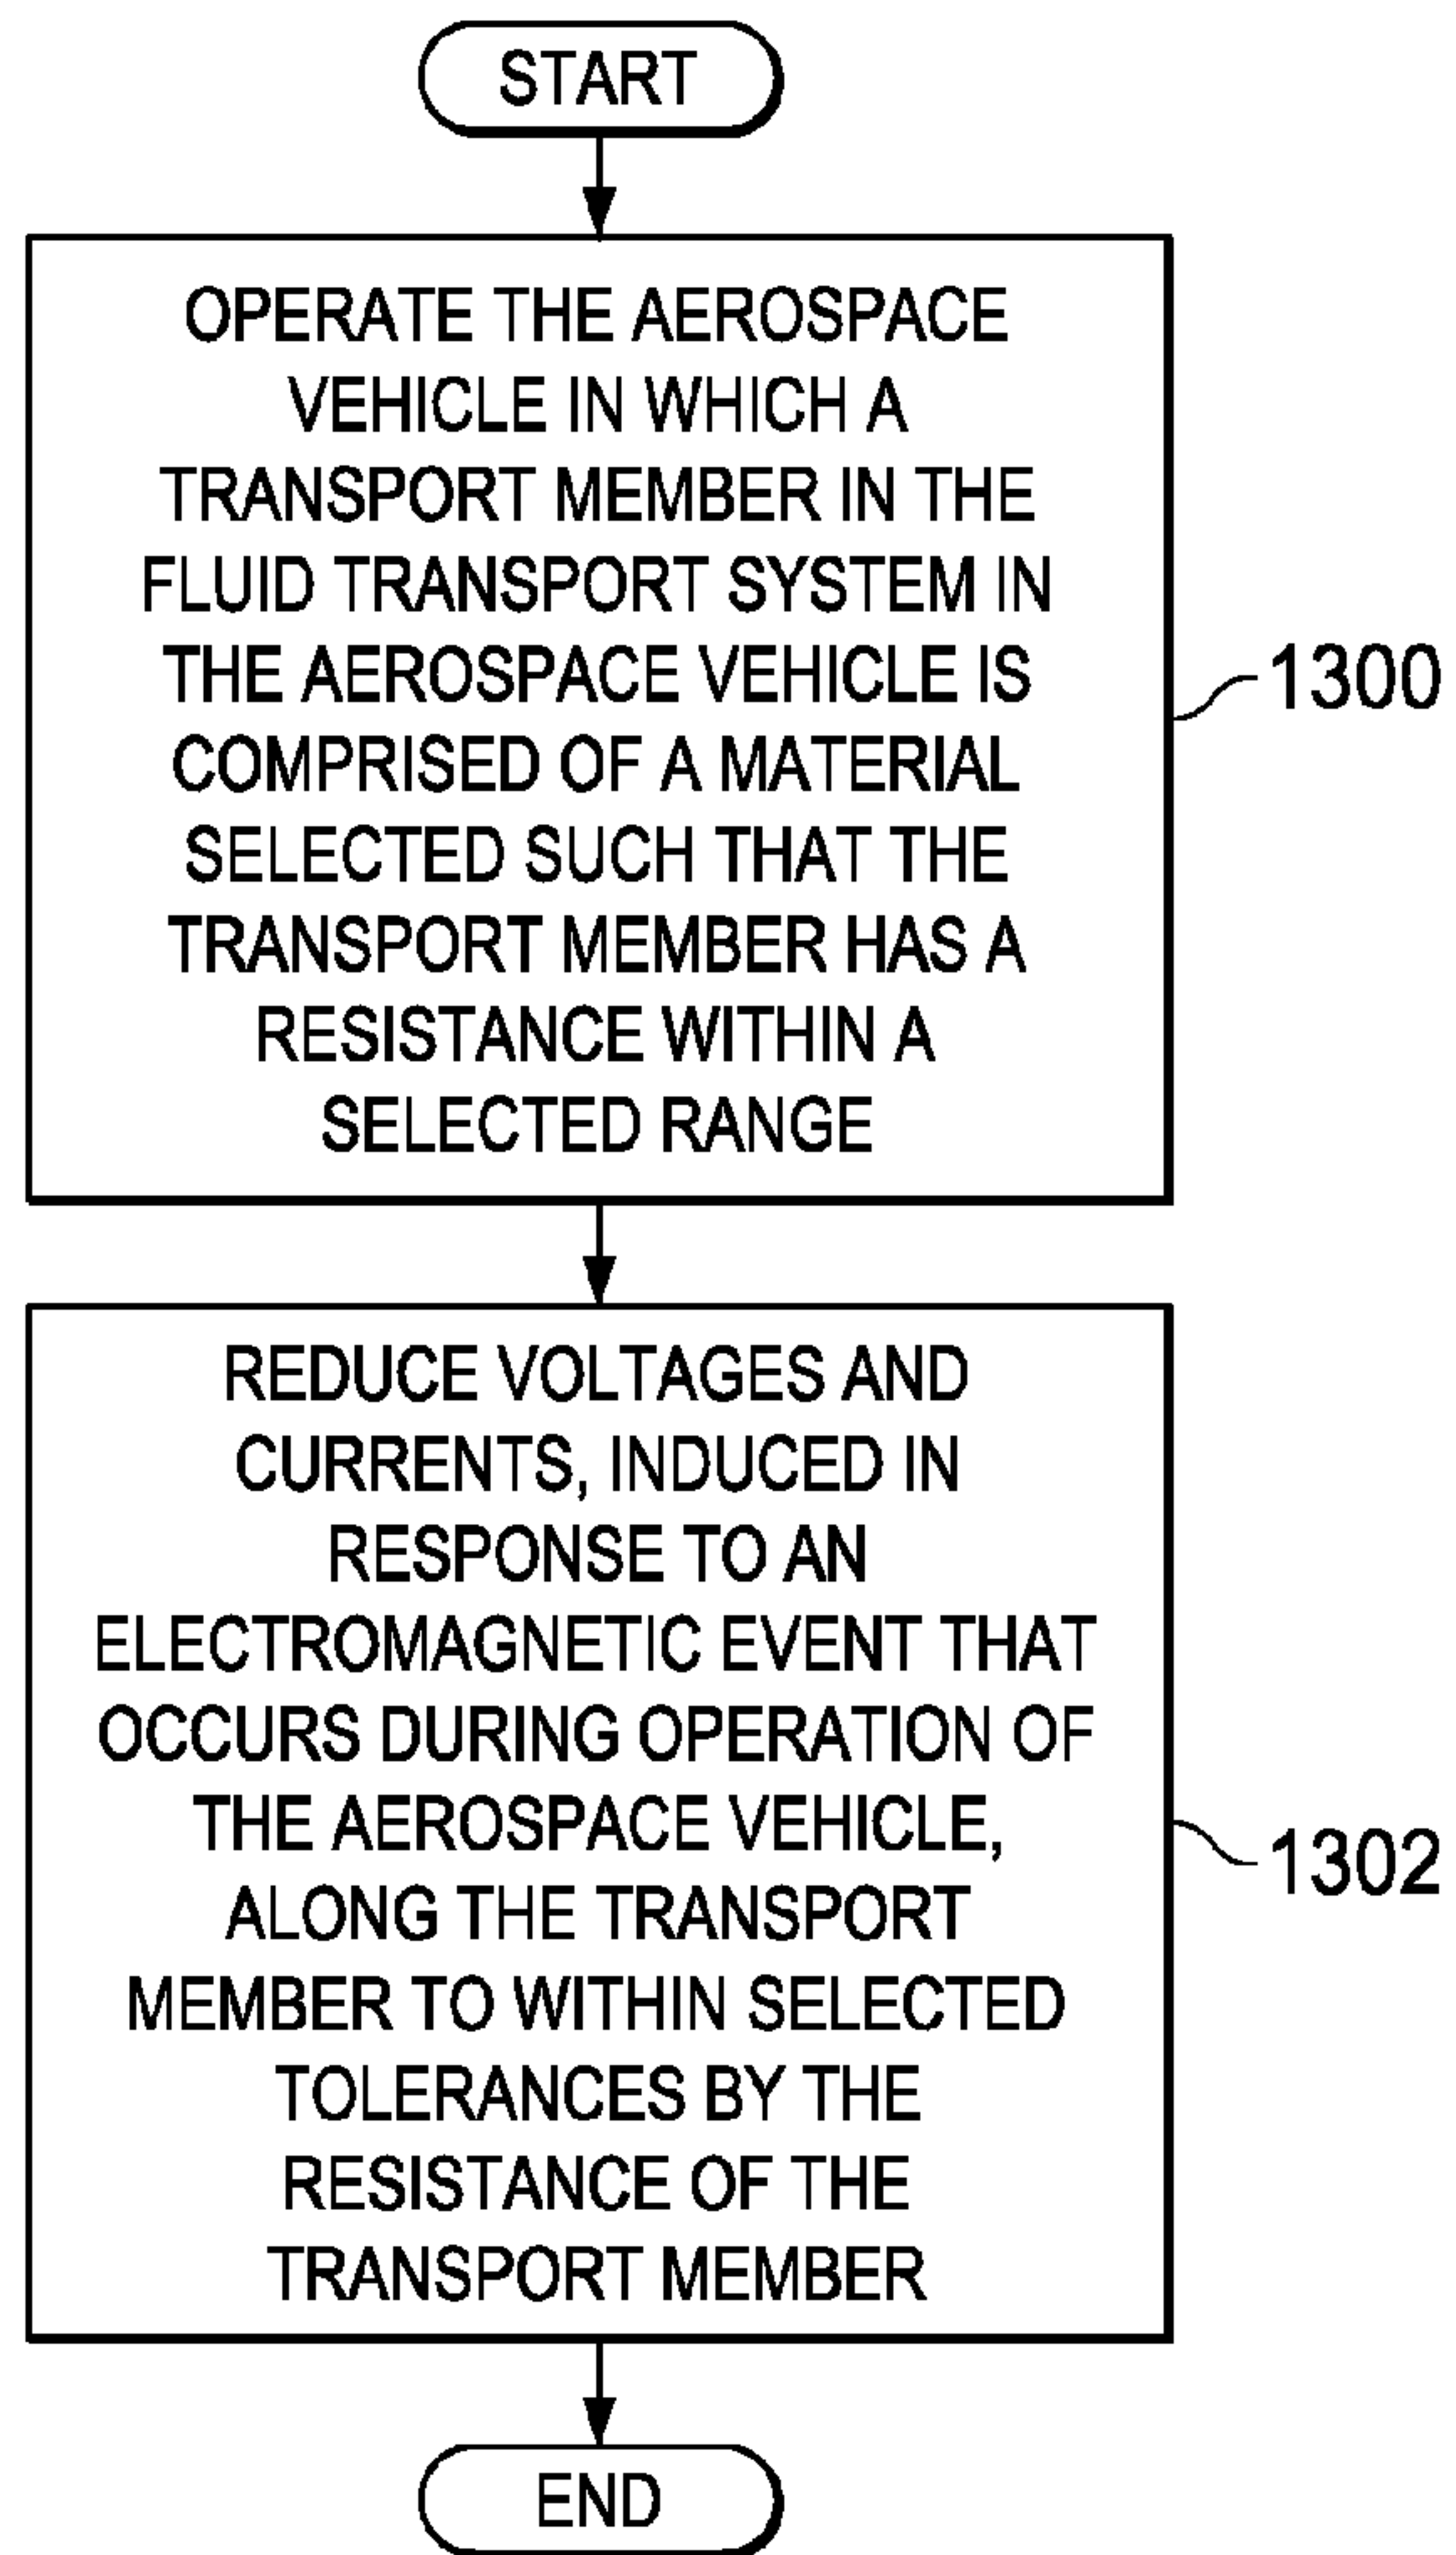 START
OPERATE THE AEROSPACE
VEHICLE IN WHICH A
TRANSPORT MEMBER IN THE
FLUID TRANSPORT SYSTEM IN
THE AEROSPACE VEHICLE IS
COMPRISED OF A MATERIAL
SELECTED SUCH THAT THE
TRANSPORT MEMBER HAS A
RESISTANCE WITHIN A
SELECTED RANGE
1300
REDUCE VOLTAGES AND
CURRENTS, INDUCED IN
RESPONSE TO AN
ELECTROMAGNETIC EVENT THAT
OCCURS DURING OPERATION OF
THE AEROSPACE VEHICLE,
ALONG THE TRANSPORT
MEMBER TO WITHIN SELECTED
TOLERANCES BY THE
RESISTANCE OF THE
TRANSPORT MEMBER
1302
END